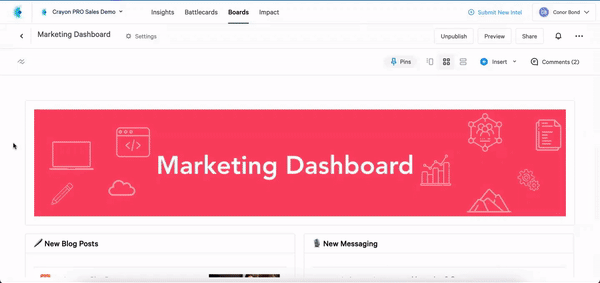 Crayon PRO Sales Demo
Insights
Battlecards
Boards
Impact
Submit New Intel
Conor Bond
Marketing Dashboard
Settings
Unpublish
Preview
Share
Pins
Insert
Comments (2)
Marketing Dashboard
New Blog Posts
New Messaging